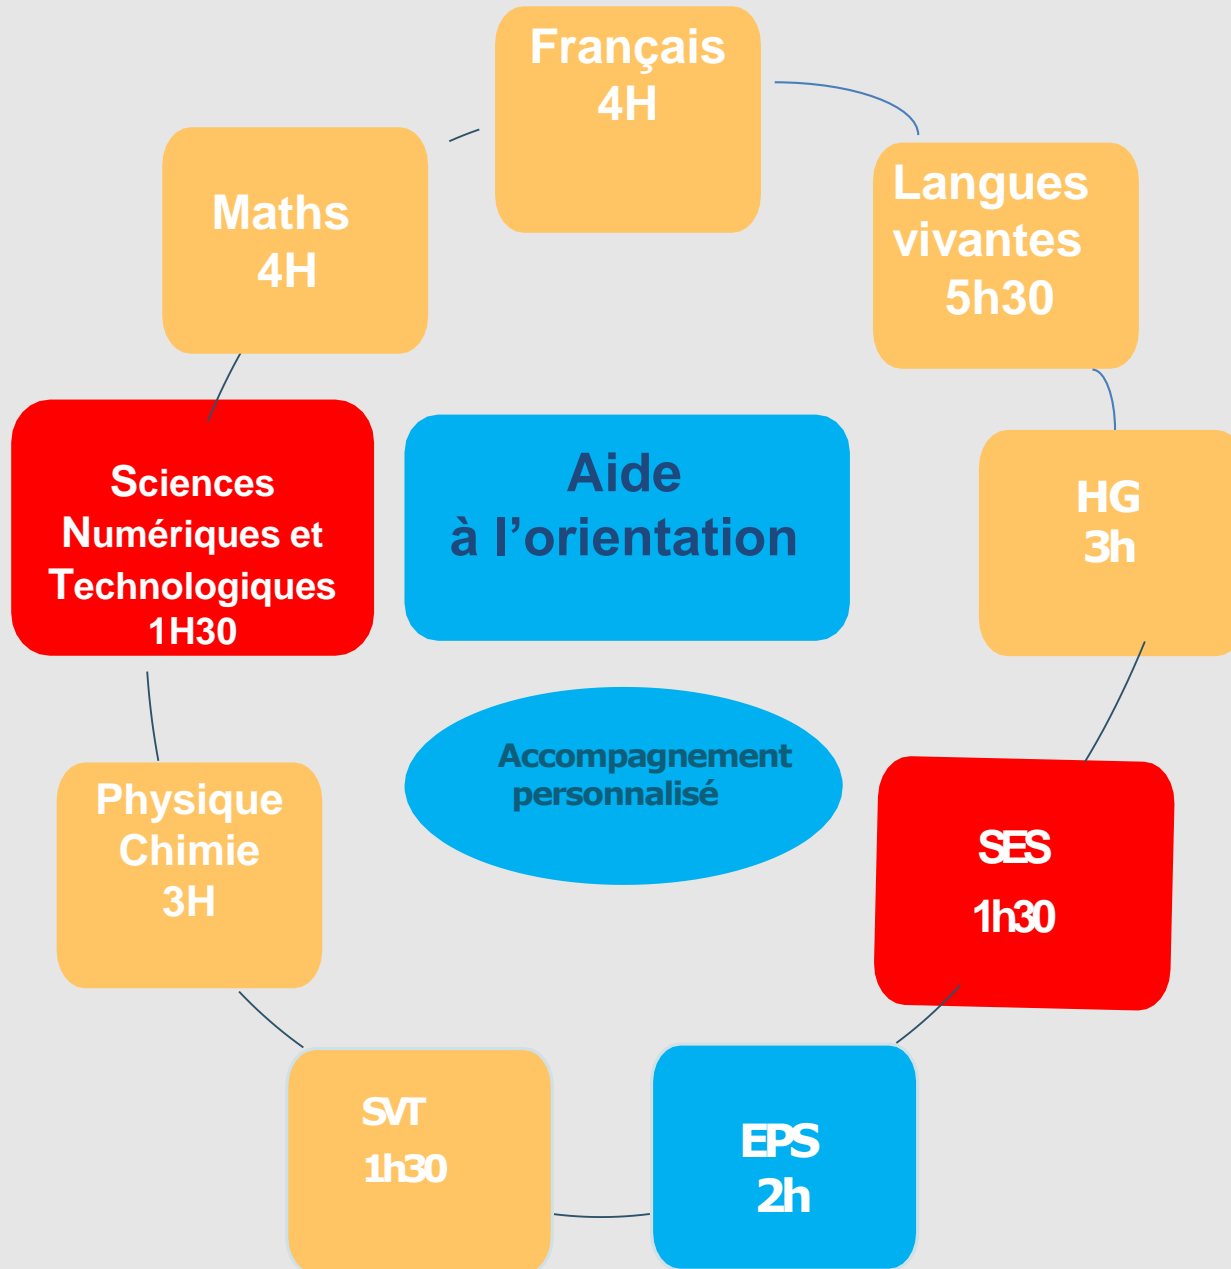 Français
4H
Maths
4H
Langues
vivantes
5h30
Sciences
Numériques et
Technologiques
1H30
Aide
à l’orientation
HG
3h
Accompagnement
personnalisé
Physique
Chimie
3H
SES
1h30
SVT
1h30
EPS
2h